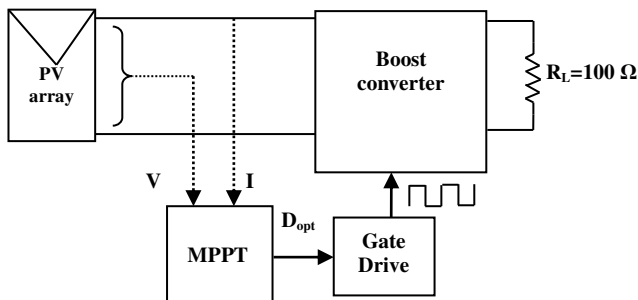 PV
array
Boost
converter
R_L=100 Ω
V
I
D_opt
MPPT
Gate
Drive